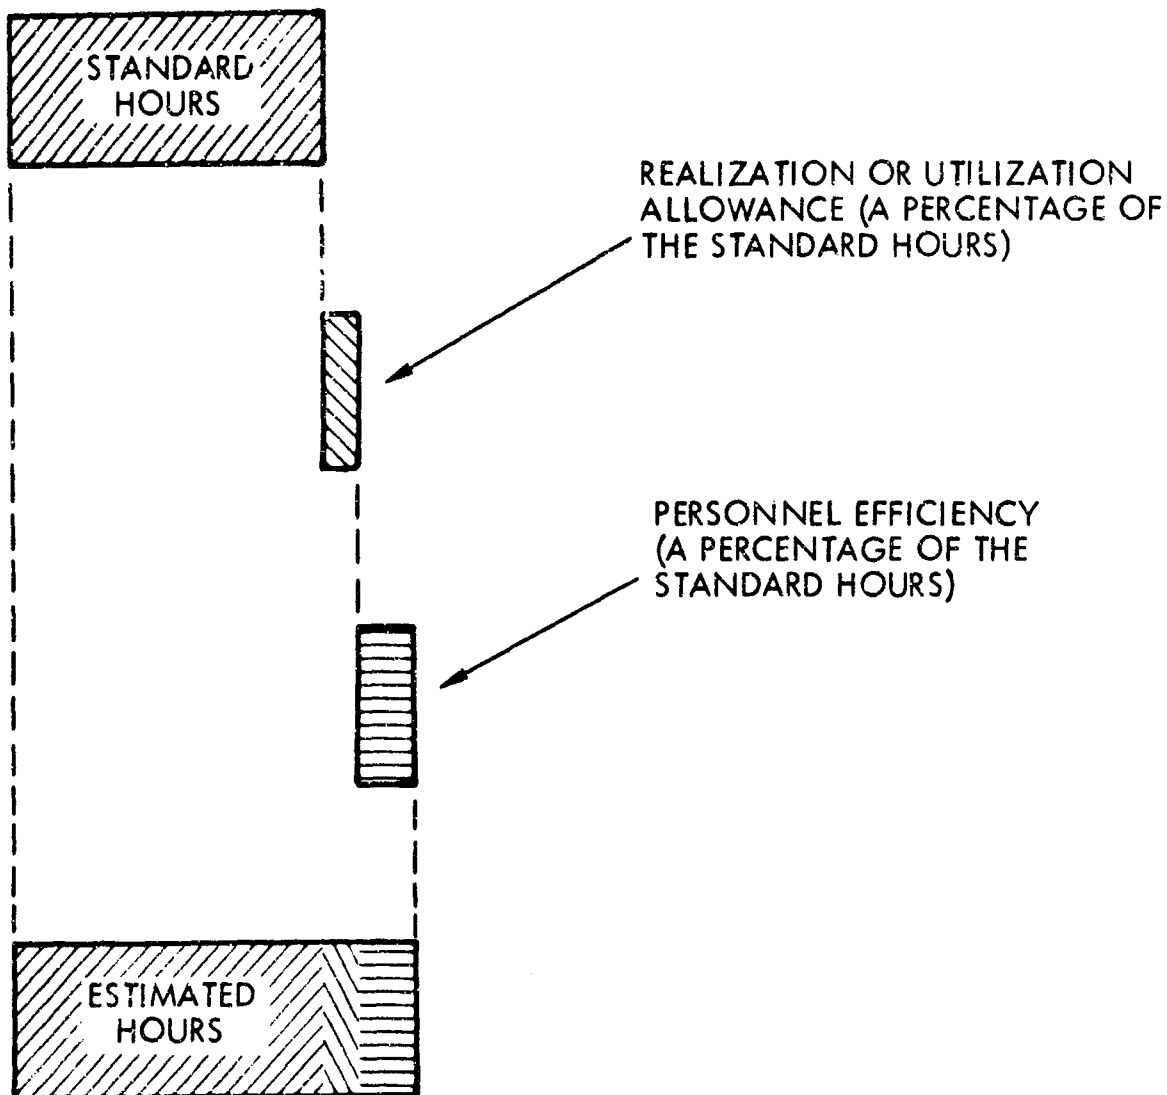 STANDARD
HOURS
REALIZATION OR UTILIZATION
ALLOWANCE (A PERCENTAGE OF
THE STANDARD HOURS)
PERSONNEL EFFICIENCY
(A PERCENTAGE OF THE
STANDARD HOURS)
ESTIMATED
HOURS